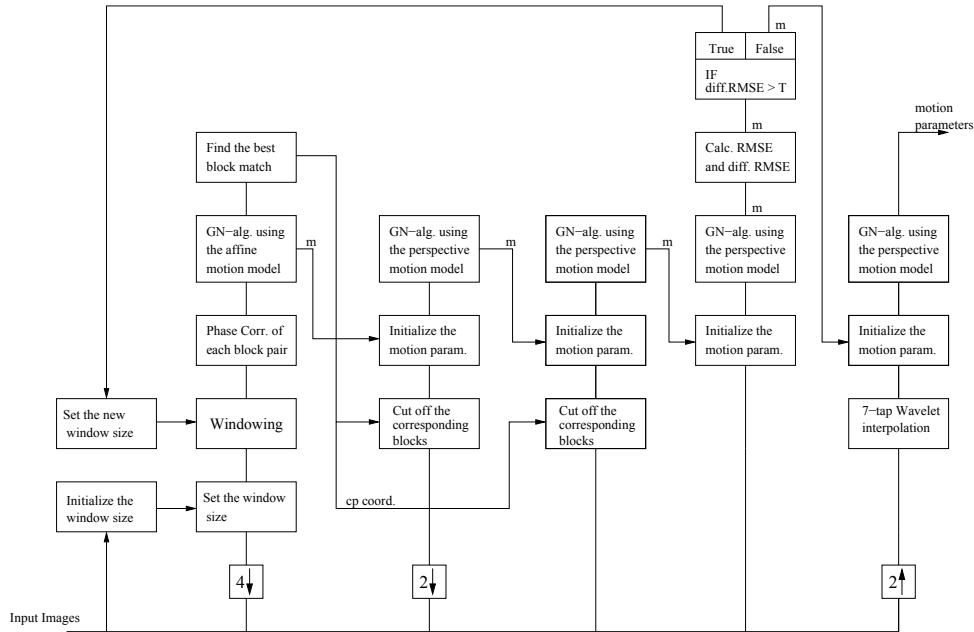 m
True
False
IF
diff.RMSE > T
motion
parameters
m
Find the best
block match
Calc. RMSE
and diff. RMSE
m
GN−alg. using
the affine
motion model
m
GN−alg. using
the perspective
motion model
m
GN−alg. using
the perspective
motion model
m
GN−alg. using
the perspective
motion model
GN−alg. using
the perspective
motion model
Phase Corr. of
each block pair
Initialize the
motion param.
Initialize the
motion param.
Initialize the
motion param.
Initialize the
motion param.
Set the new
window size
Windowing
Cut off the
corresponding
blocks
Cut off the
corresponding
blocks
7−tap Wavelet
interpolation
Initialize the
window size
Set the window
size
cp coord.
4
2
2
Input Images